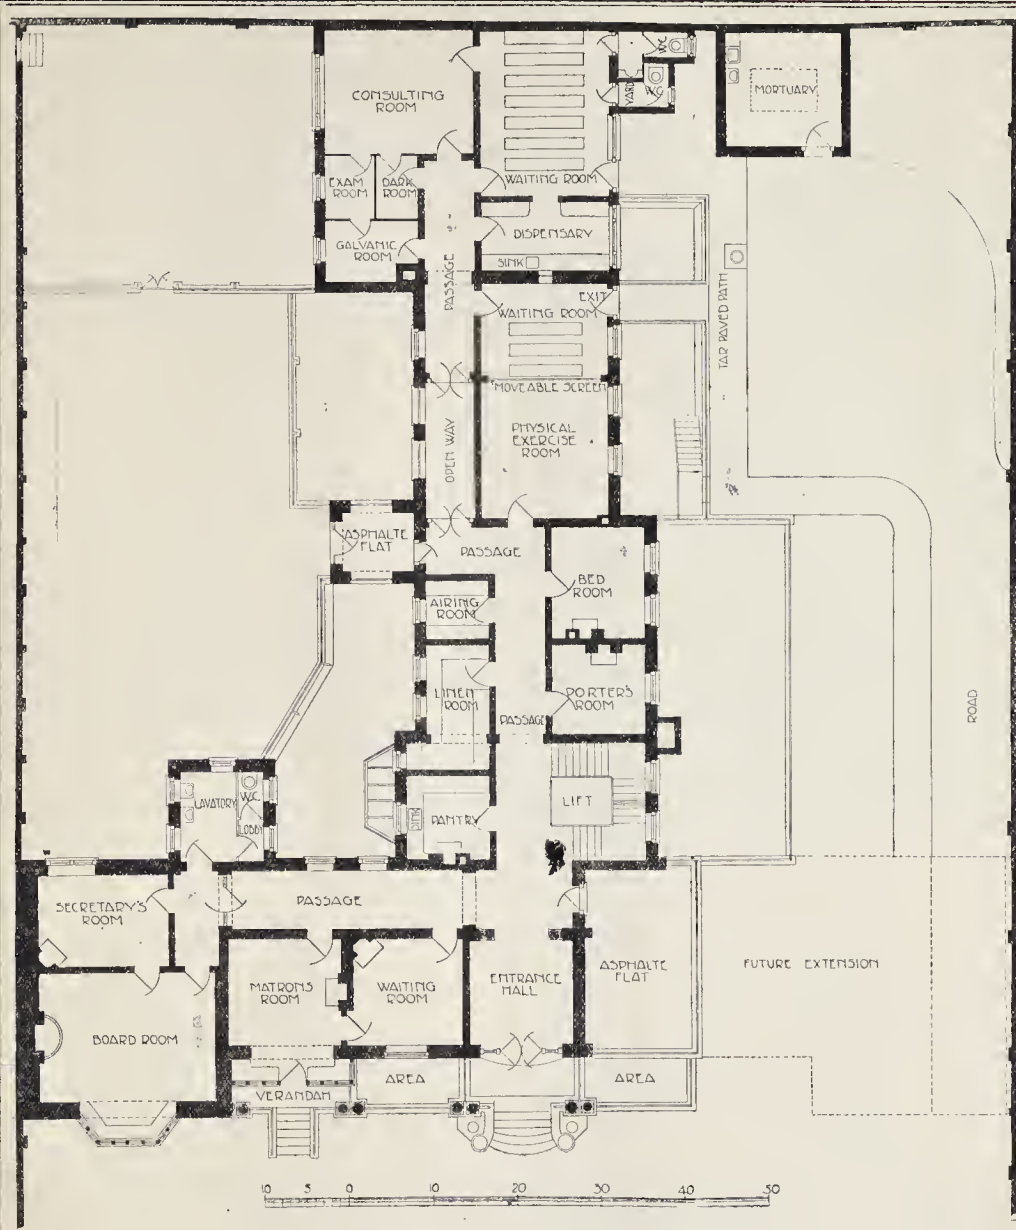 CONSULTING
ROOM
WC
YARD
WC
MORTUARY
EXAM
ROOM
DARK
ROOM
WAITING ROOM
GALVANIC
ROOM
DISPENSARY
SINK
PASSAGE
EXIT
WAITING ROOM
TAR PAVED PATH
MOVEABLE SCREEN
PHYSICAL
EXERCISE
ROOM
OPEN WAY
ASPHALTE
FLAT
PASSAGE
BED
ROOM
AIRING
ROOM
LINEN
ROOM
PORTER'S
ROOM
PASSAGE
ROAD
LAVATORY
W.C
LOBBY
SINK
PANTRY
LIFT
SECRETARY'S
ROOM
PASSAGE
MATRONS
ROOM
WAITING
ROOM
ENTRANCE
HALL
ASPHALTE
FLAT
FUTURE EXTENSION
BOARD ROOM
VERANDAH
AREA
AREA
10 5 0 10 20 30 40 50